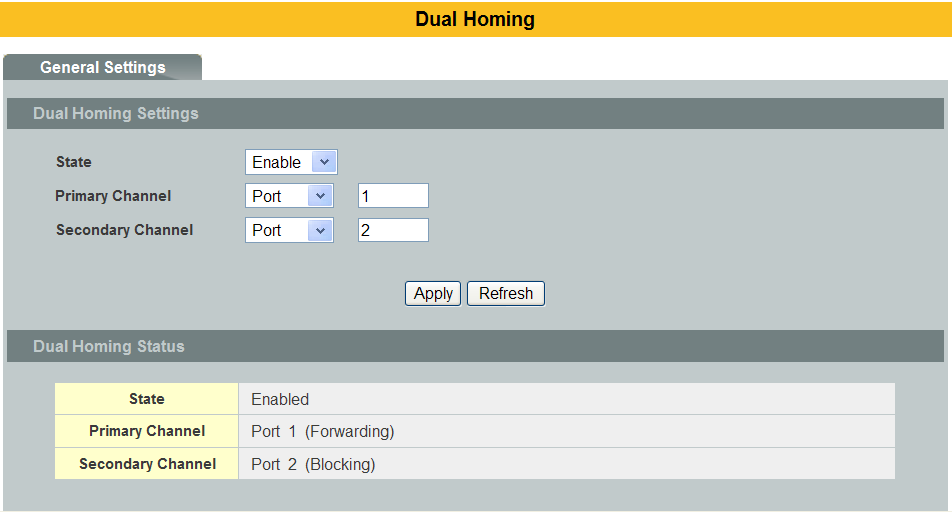 Dual Homing
General Settings
Dual Homing Settings
State Enable
Primary Channel Port 1
Secondary Channel Port 2
Apply Refresh
Dual Homing Status
State Enabled
Primary Channel Port 1 (Forwarding)
Secondary Channel Port 2 (Blocking)